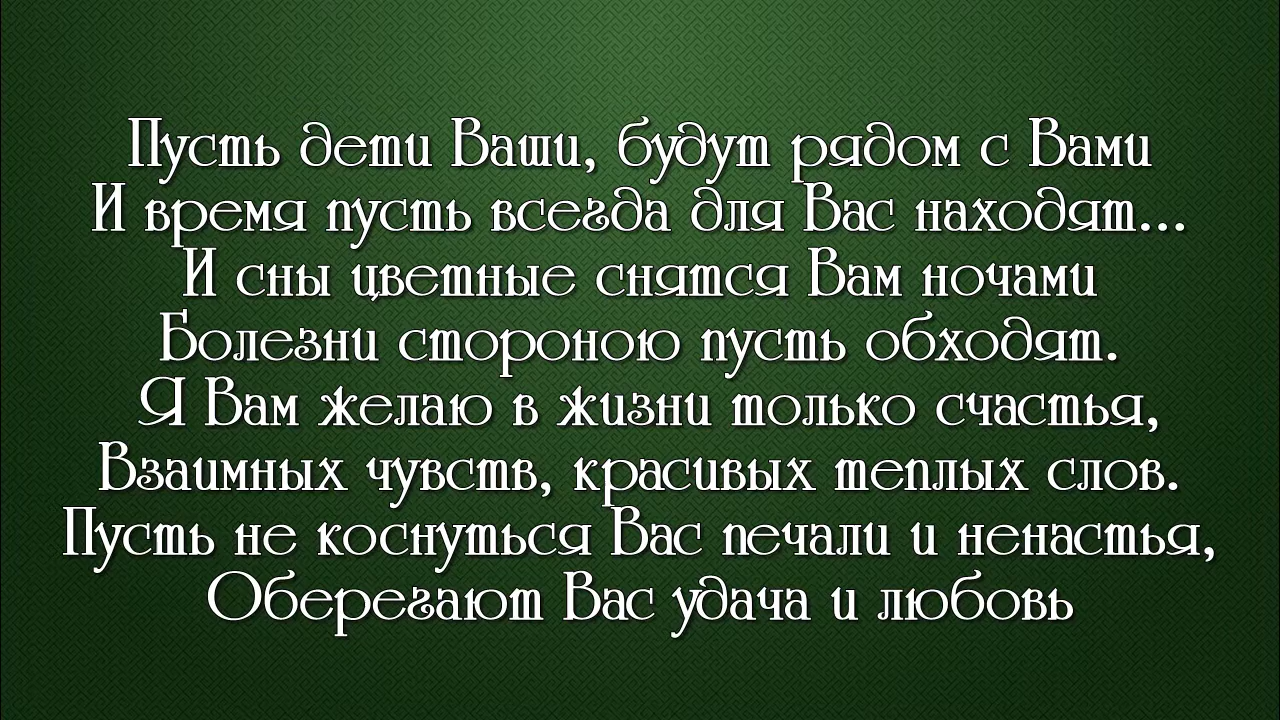 Пусть дети Ваши, будут рядом с Вами
И время пусть всегда для Вас находят...
И сны цветные снятся Вам ночами
Болезни стороною пусть обходят.
Я Вам желаю в жизни только счастья,
Взаимных чувств, красивых теплых слов.
Пусть не коснуться Вас печали и ненастья,
Оберегают Вас удача и любовь